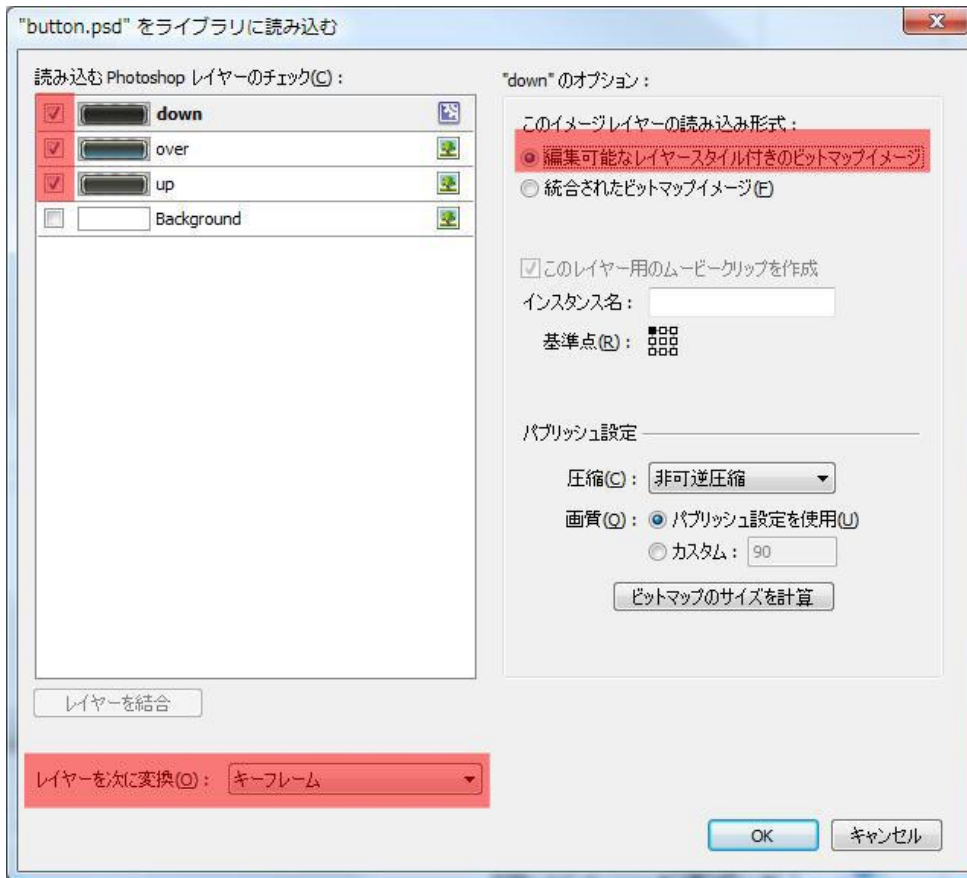 "button.psd" をライブラリに読み込む
読み込む Photoshop レイヤーのチェック(C)：
down
over
up
Background
レイヤーを結合
レイヤーを次に変換(O)： キーフレーム
"down" のオプション：
このイメージレイヤーの読み込み形式：
編集可能なレイヤースタイル付きのビットマップイメージ
統合されたビットマップイメージ(F)
このレイヤー用のムービークリップを作成
インスタンス名：
基準点(R)：
パブリッシュ設定
圧縮(C)： 非可逆圧縮
画質(Q)： パブリッシュ設定を使用(U)
カスタム： 90
ビットマップのサイズを計算
OK キャンセル